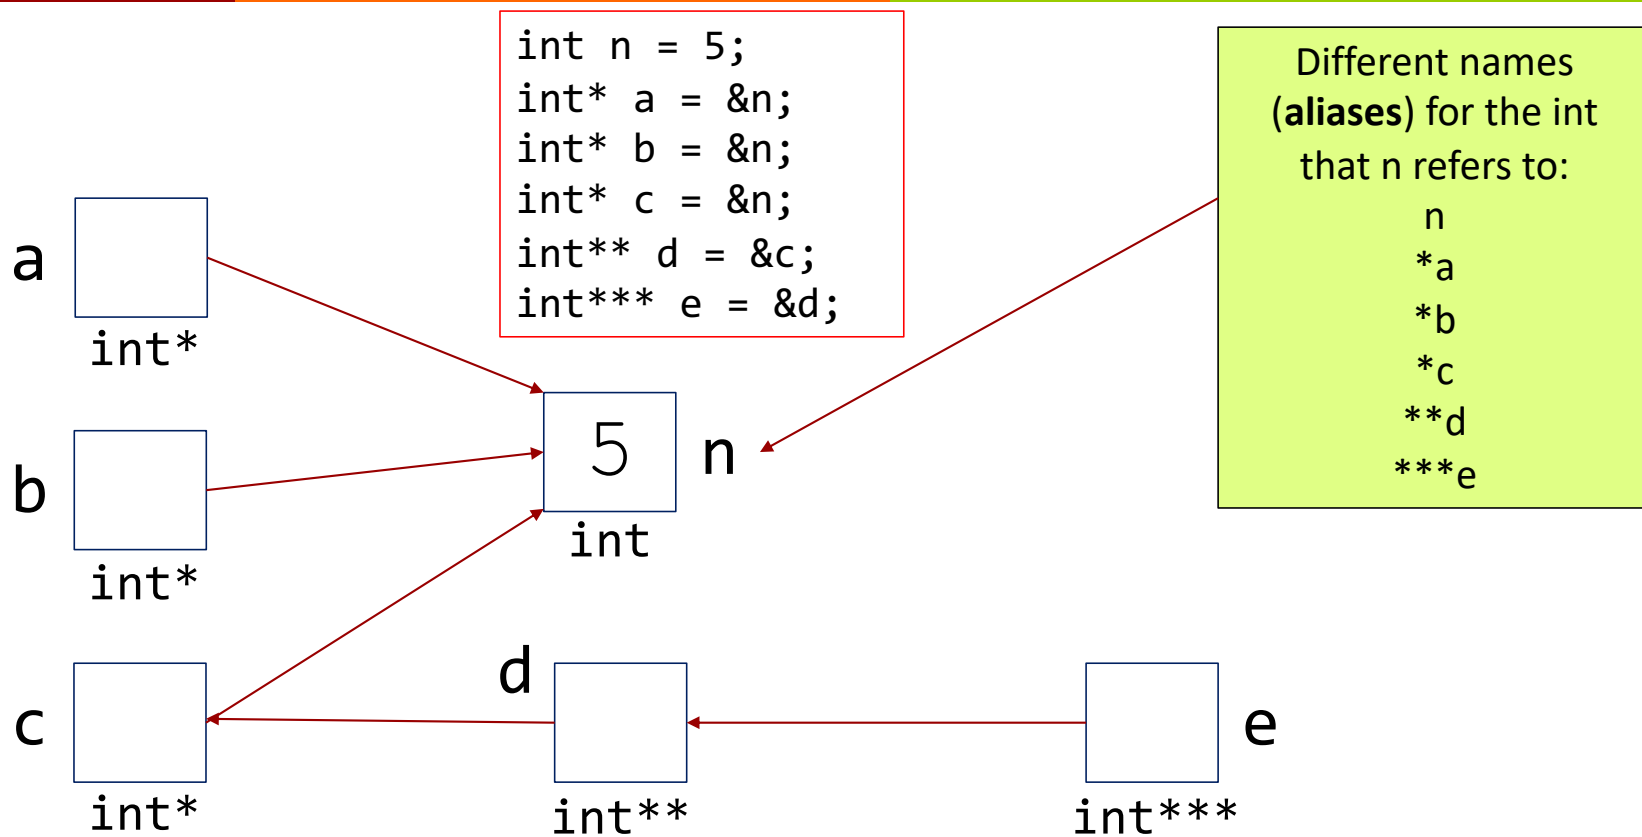 int n = 5;
int* a = &n;
int* b = &n;
int* c = &n;
int** d = &c;
int*** e = &d;
Different names
(aliases) for the int
that n refers to:
n
*a
*b
*c
**d
***e
a
int*
b
int*
5
n
int
c
int*
d
int**
e
int***